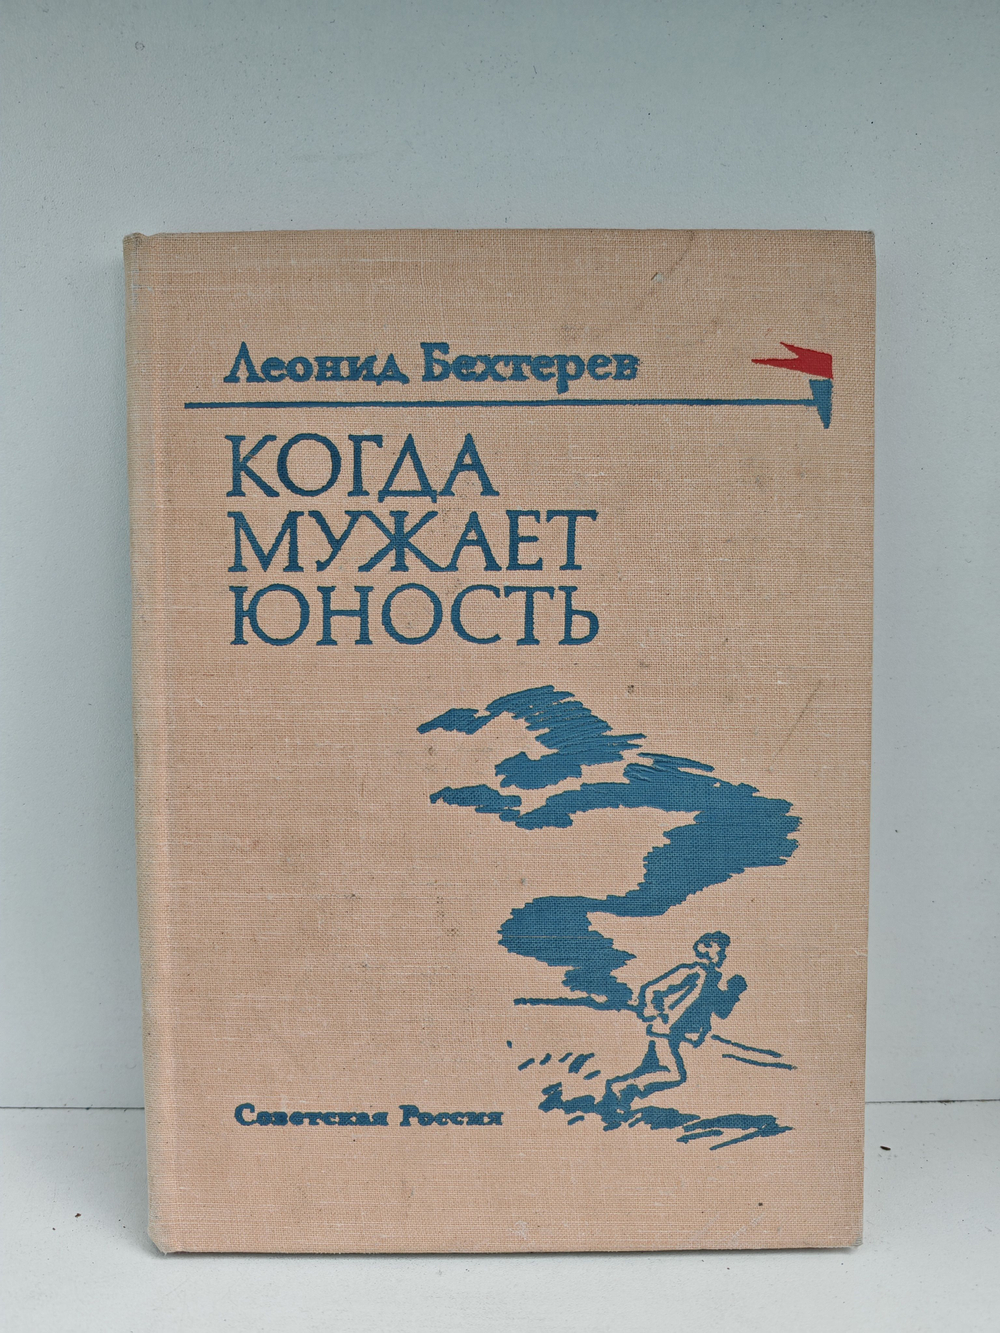 Леонид Бехтерев
КОГДА
МУЖАЕТ
ЮНОСТЬ
Советская Россия